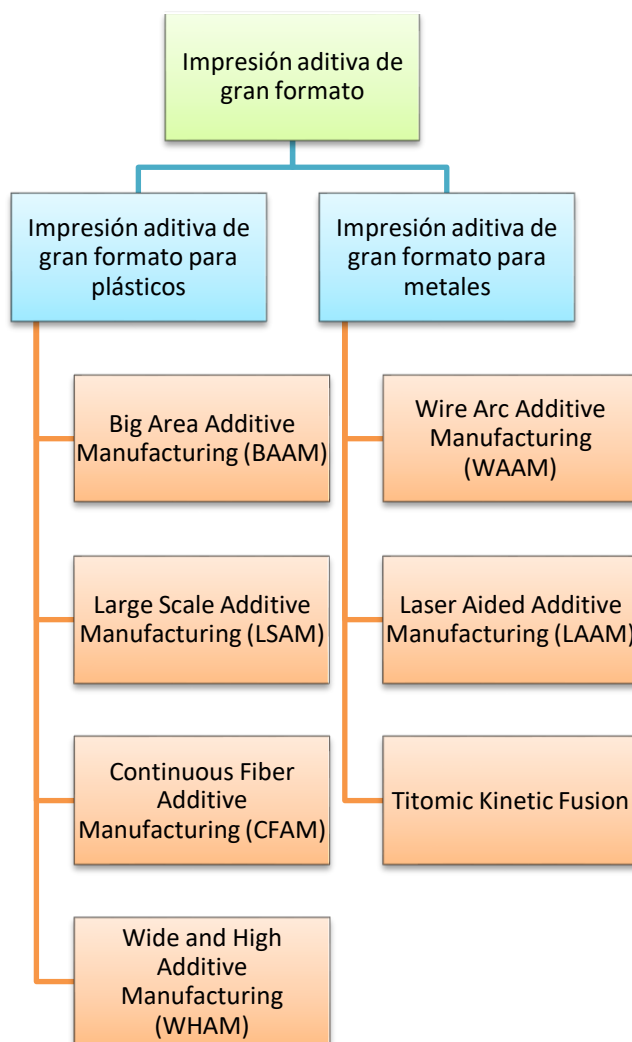 Impresión aditiva de
gran formato
Impresión aditiva de
gran formato para
plásticos
Impresión aditiva de
gran formato para
metales
Big Area Additive
Manufacturing (BAAM)
Large Scale Additive
Manufacturing (LSAM)
Continuous Fiber
Additive
Manufacturing (CFAM)
Wide and High
Additive
Manufacturing
(WHAM)
Wire Arc Additive
Manufacturing
(WAAM)
Laser Aided Additive
Manufacturing (LAAM)
Titomic Kinetic Fusion